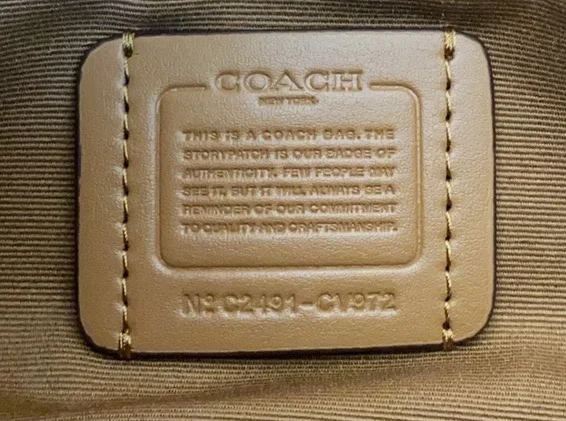 COACH
NEW YORK
THIS IS A COACH BAG. THE
STORYPATCH IS OUR BADGE OF
AUTHENTICITY. FEW PEOPLE MAY
SEE IT, BUT IT WILL ALWAYS BE A
REMINDER OF OUR COMMITMENT
TO QUALITY AND CRAFTSMANSHIP.
Nº C2491-CV972